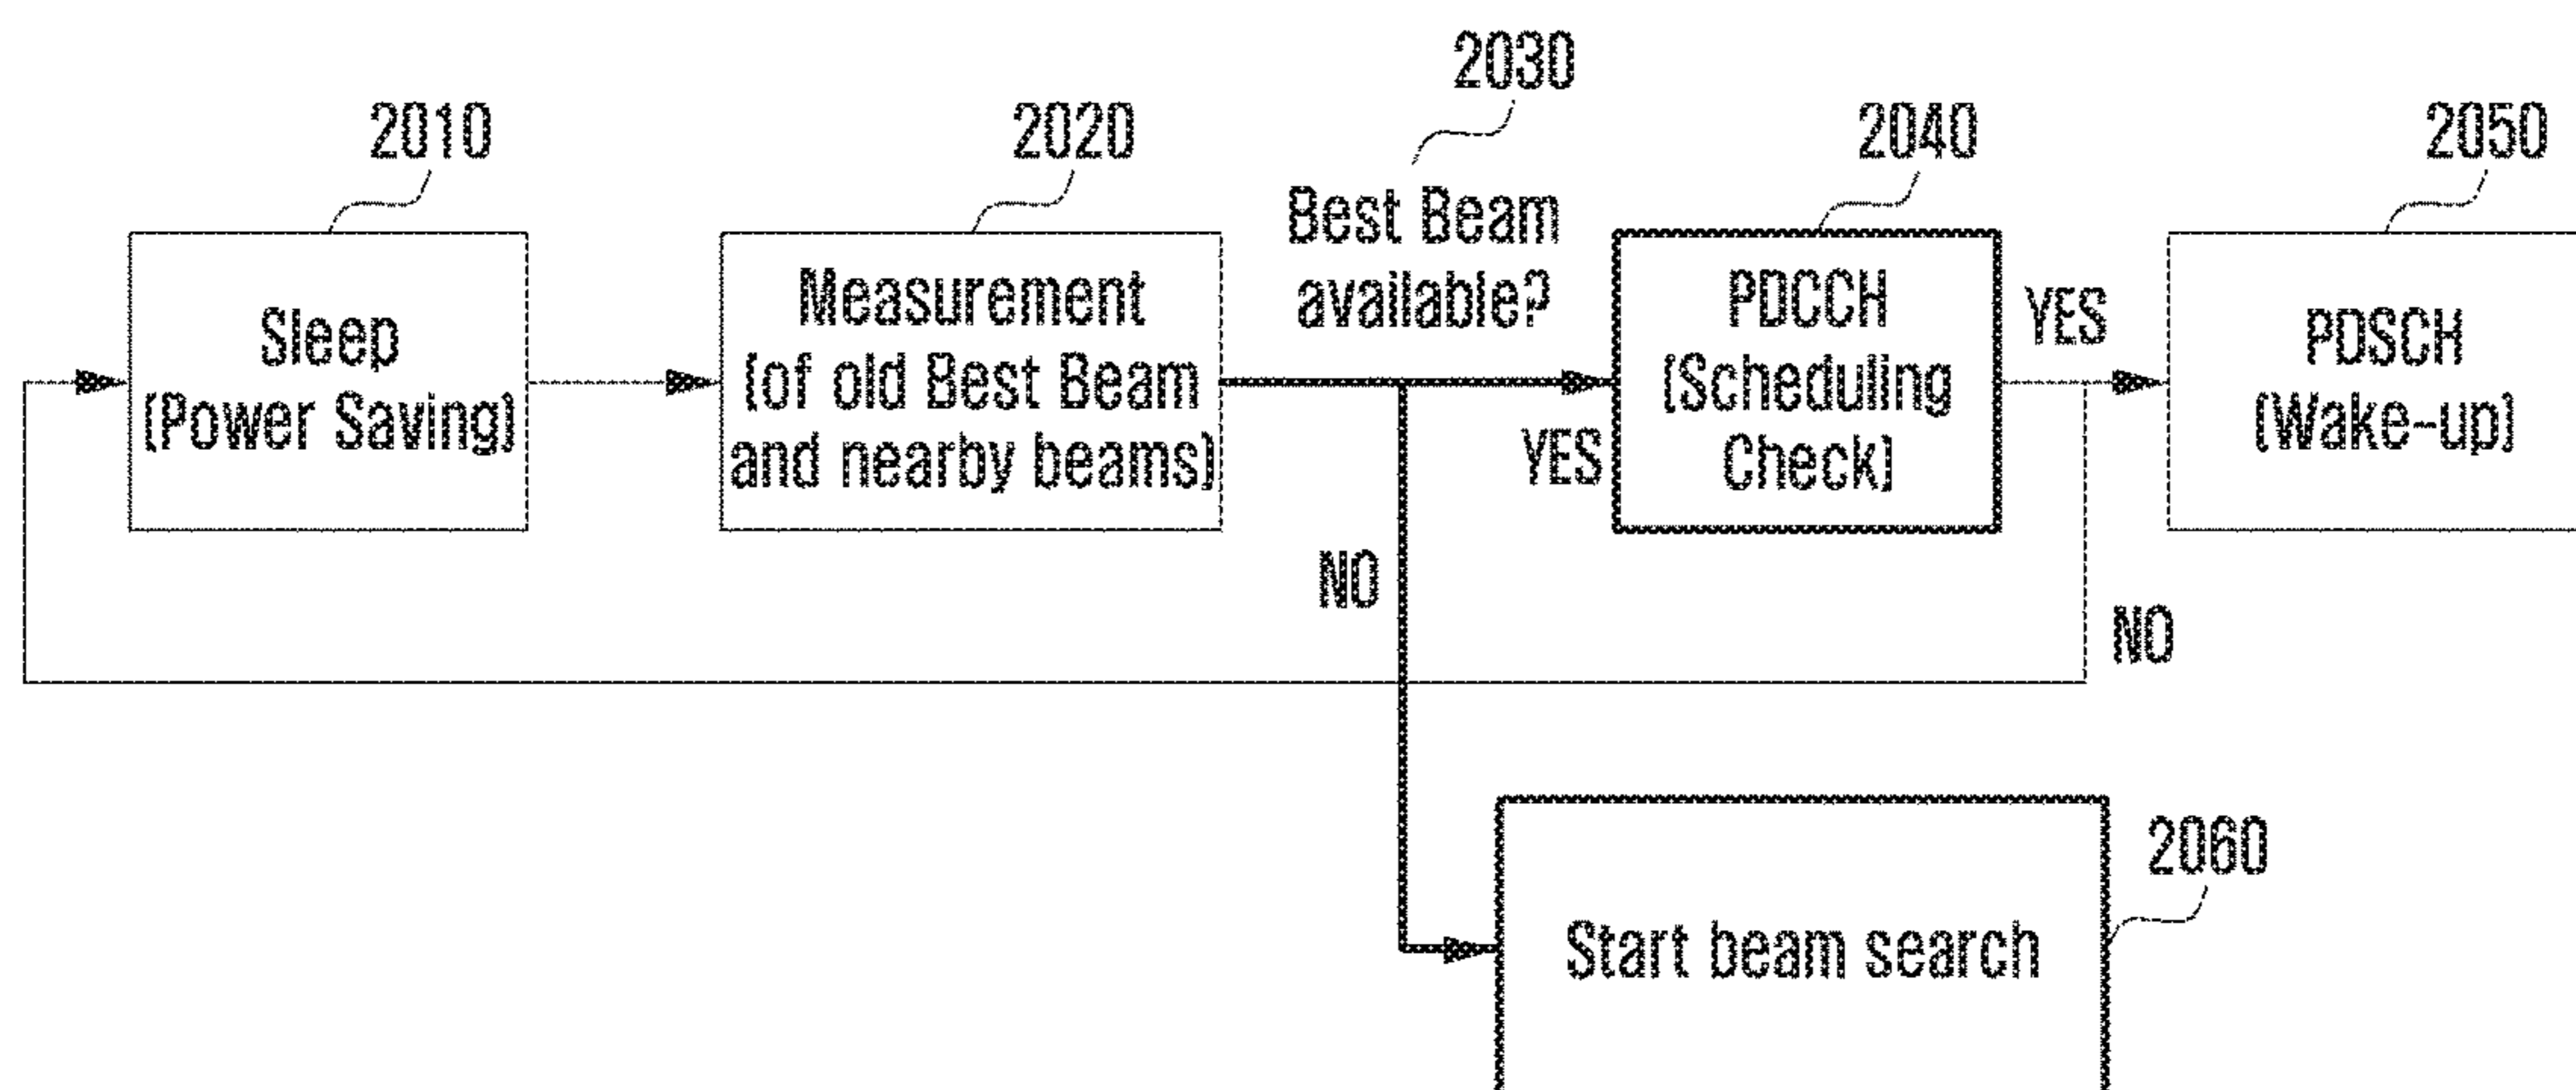 2030
2010
2020
2040
2050
Best Beam
available?
Sleep
(Power Saving)
Measurement
(of old Best Beam
and nearby beams)
YES
PDCCH
(Scheduling
Check)
YES
PDSCH
(Wake-up)
NO
NO
2060
Start beam search